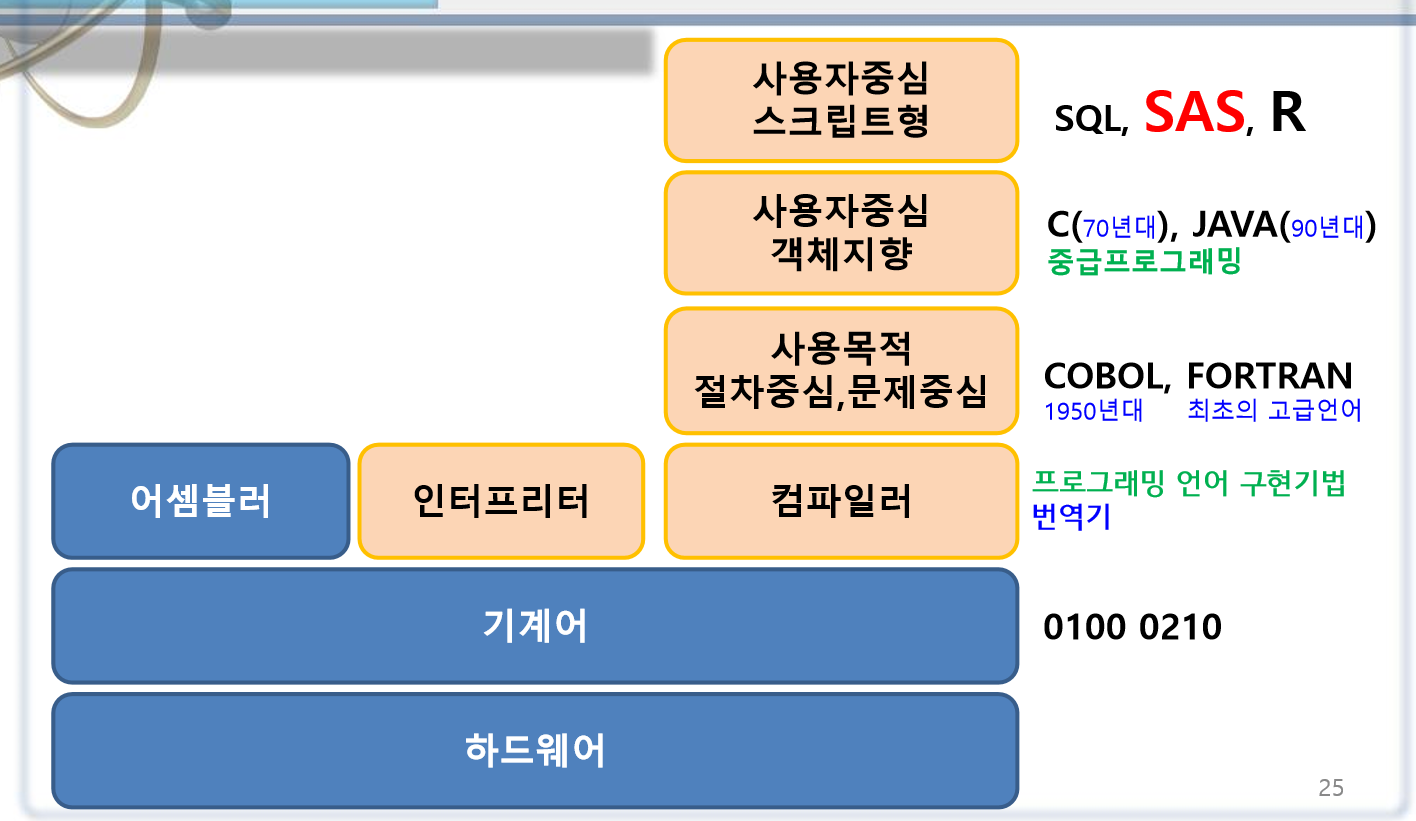 사용자중심
스크립트형
SQL, SAS, R
사용자중심
객체지향
C(70년대), JAVA(90년대)
중급프로그래밍
사용목적
절차중심,문제중심
COBOL, FORTRAN
1950년대 최초의 고급언어
어셈블러
인터프리터
컴파일러
프로그래밍 언어 구현기법
번역기
기계어
0100 0210
하드웨어
25